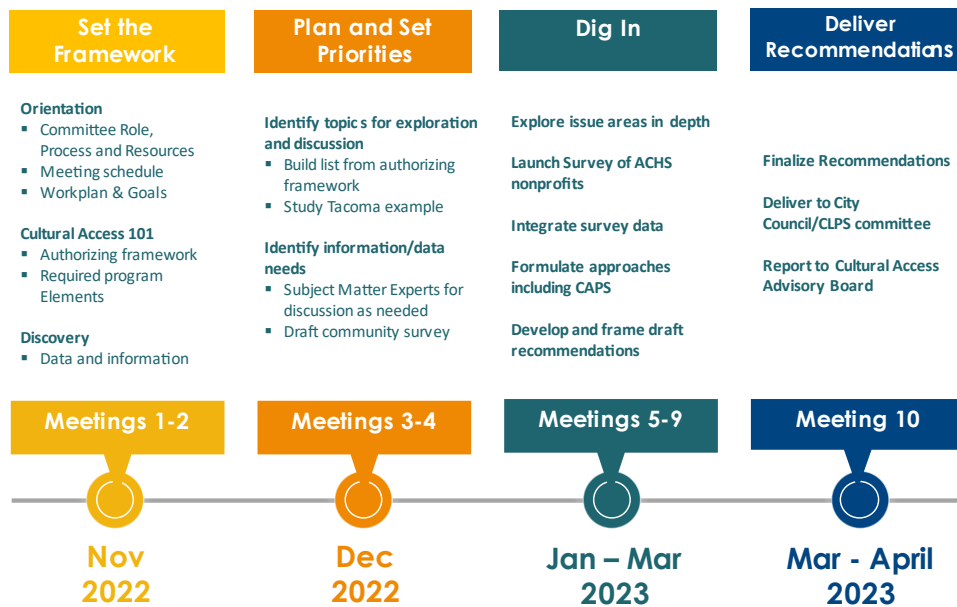 Set the
Framework
Orientation
▪ Committee Role,
Process and Resources
▪ Meeting schedule
▪ Workplan & Goals
Cultural Access 101
▪ Authorizing framework
▪ Required program
Elements
Discovery
▪ Data and information
Meetings 1-2
Nov
2022
Plan and Set
Priorities
Identify topics for exploration
and discussion
▪ Build list from authorizing
framework
▪ Study Tacoma example
Identify information/data
needs
▪ Subject Matter Experts for
discussion as needed
▪ Draft community survey
Meetings 3-4
Dec
2022
Dig In
Explore issue areas in depth
Launch Survey of ACHS
nonprofits
Integrate survey data
Formulate approaches
including CAPS
Develop and frame draft
recommendations
Meetings 5-9
Jan – Mar
2023
Deliver
Recommendations
Finalize Recommendations
Deliver to City
Council/CLPS committee
Report to Cultural Access
Advisory Board
Meeting 10
Mar - April
2023